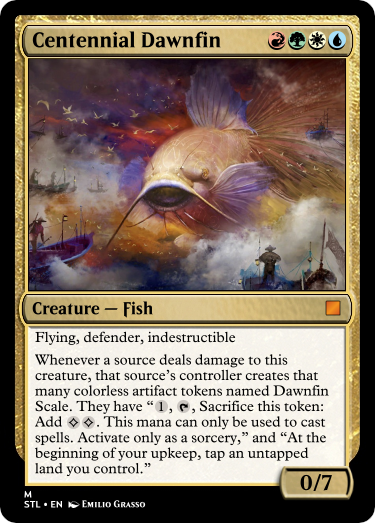 Centennial Dawnfin
Creature — Fish
Flying, defender, indestructible
Whenever a source deals damage to this
creature, that source's controller creates that
many colorless artifact tokens named Dawnfin
Scale. They have “1, , Sacrifice this token:
Add . This mana can only be used to cast
spells. Activate only as a sorcery,” and “At the
beginning of your upkeep, tap an untapped
land you control.”
0/7
M
STL • EN Emilio Grasso